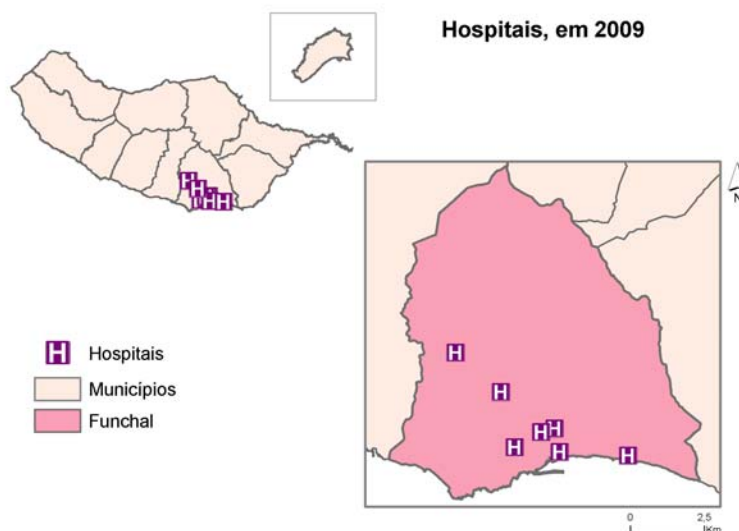 Hospitais, em 2009
N
H Hospitais
Municípios
Funchal
0 2,5
Km